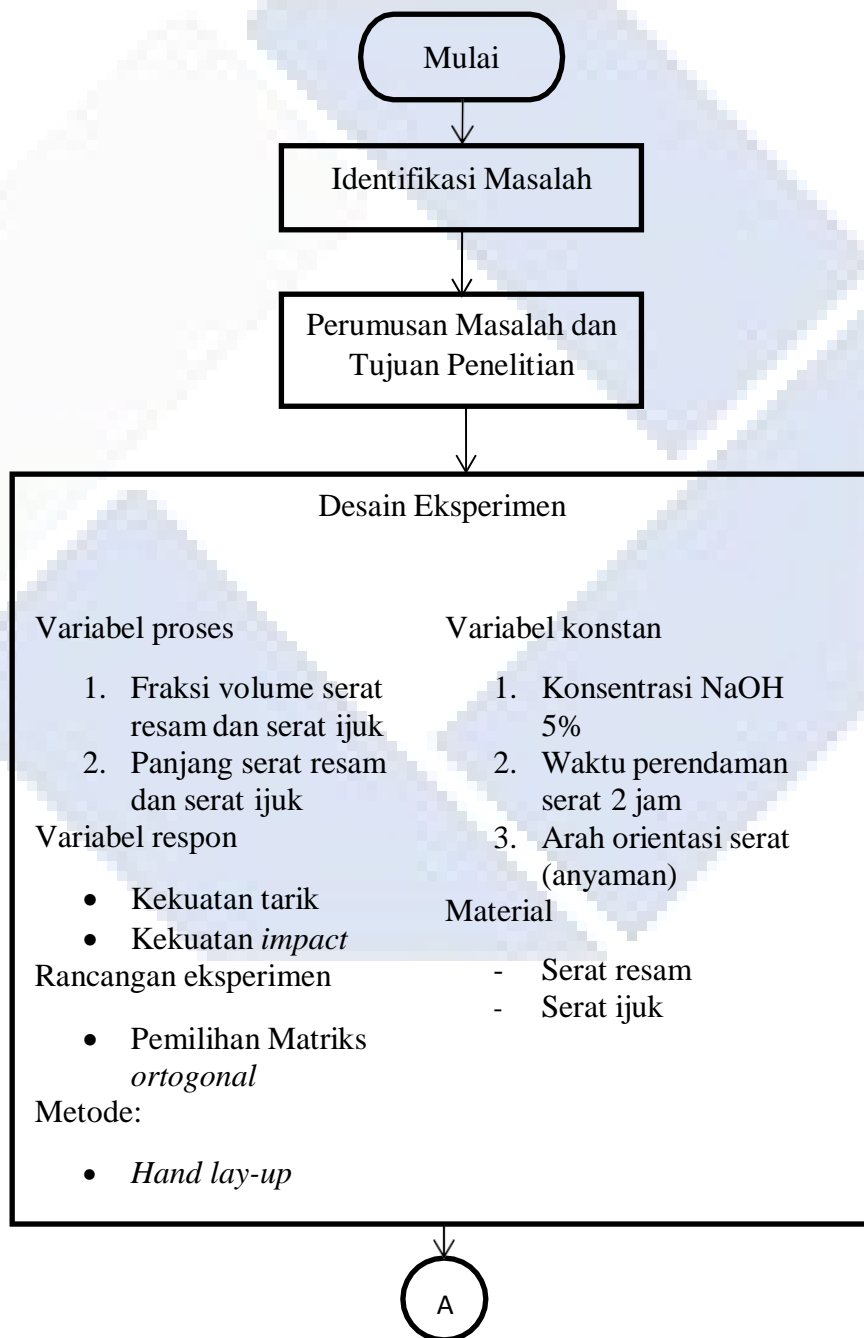 Mulai
Identifikasi Masalah
Perumusan Masalah dan
Tujuan Penelitian
Desain Eksperimen
Variabel proses
1. Fraksi volume serat
resam dan serat ijuk
2. Panjang serat resam
dan serat ijuk
Variabel respon
• Kekuatan tarik
• Kekuatan impact
Rancangan eksperimen
• Pemilihan Matriks
ortogonal
Metode:
• Hand lay-up
Variabel konstan
1. Konsentrasi NaOH
5%
2. Waktu perendaman
serat 2 jam
3. Arah orientasi serat
(anyaman)
Material
- Serat resam
- Serat ijuk
A